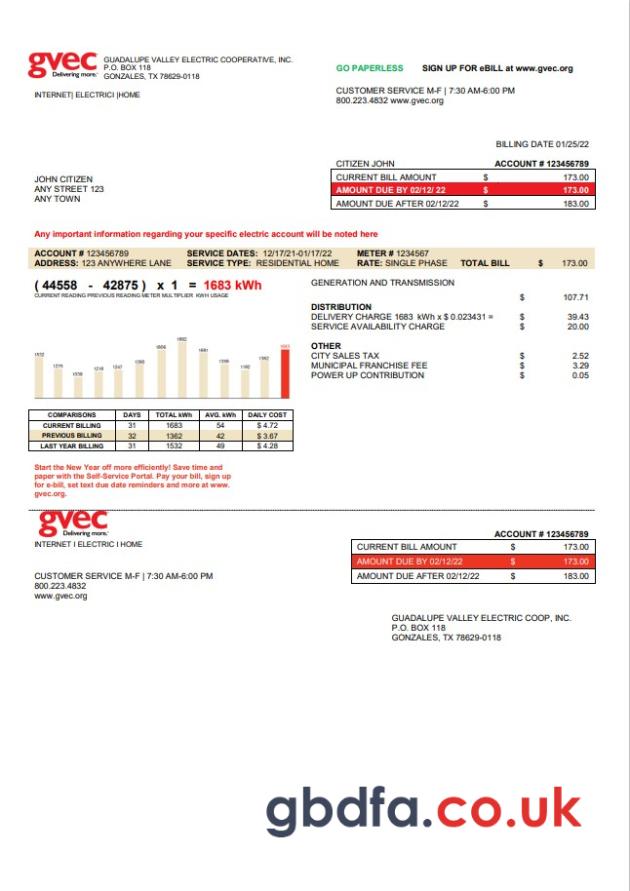 gvec
Delivering more.
GUADALUPE VALLEY ELECTRIC COOPERATIVE, INC.
P.O. BOX 118
GONZALES, TX 78629-0118
INTERNET| ELECTRICI |HOME
GO PAPERLESS SIGN UP FOR eBILL at www.gvec.org
CUSTOMER SERVICE M-F | 7:30 AM-6:00 PM
800.223.4832 www.gvec.org
BILLING DATE 01/25/22
CITIZEN JOHN ACCOUNT # 123456789
CURRENT BILL AMOUNT $ 173.00
AMOUNT DUE BY 02/12/ 22 $ 173.00
AMOUNT DUE AFTER 02/12/22 $ 183.00
JOHN CITIZEN
ANY STREET 123
ANY TOWN
Any important information regarding your specific electric account will be noted here
ACCOUNT # 123456789 SERVICE DATES: 12/17/21-01/17/22 METER # 1234567
ADDRESS: 123 ANYWHERE LANE SERVICE TYPE: RESIDENTIAL HOME RATE: SINGLE PHASE TOTAL BILL $ 173.00
( 44558 - 42875 ) x 1 = 1683 kWh
CURRENT READING PREVIOUS READING METER MULTIPLIER KWH USAGE
GENERATION AND TRANSMISSION
$ 107.71
DISTRIBUTION
DELIVERY CHARGE 1683 kWh x $ 0.023431 = $ 39.43
SERVICE AVAILABILITY CHARGE $ 20.00
OTHER
CITY SALES TAX $ 2.52
MUNICIPAL FRANCHISE FEE $ 3.29
POWER UP CONTRIBUTION $ 0.05
COMPARISONS DAYS TOTAL kWh AVG. kWh DAILY COST
CURRENT BILLING 31 1683 54 $ 4.72
PREVIOUS BILLING 32 1362 42 $ 3.67
LAST YEAR BILLING 31 1532 49 $ 4.28
Start the New Year off more efficiently! Save time and
paper with the Self-Service Portal. Pay your bill, sign up
for e-bill, set text due date reminders and more at www.
gvec.org.
gvec
Delivering more.
INTERNET I ELECTRIC I HOME
CUSTOMER SERVICE M-F | 7:30 AM-6:00 PM
800.223.4832
www.gvec.org
ACCOUNT # 123456789
CURRENT BILL AMOUNT $ 173.00
AMOUNT DUE BY 02/12/22 $ 173.00
AMOUNT DUE AFTER 02/12/22 $ 183.00
GUADALUPE VALLEY ELECTRIC COOP, INC.
P.O. BOX 118
GONZALES, TX 78629-0118
gbdfa.co.uk